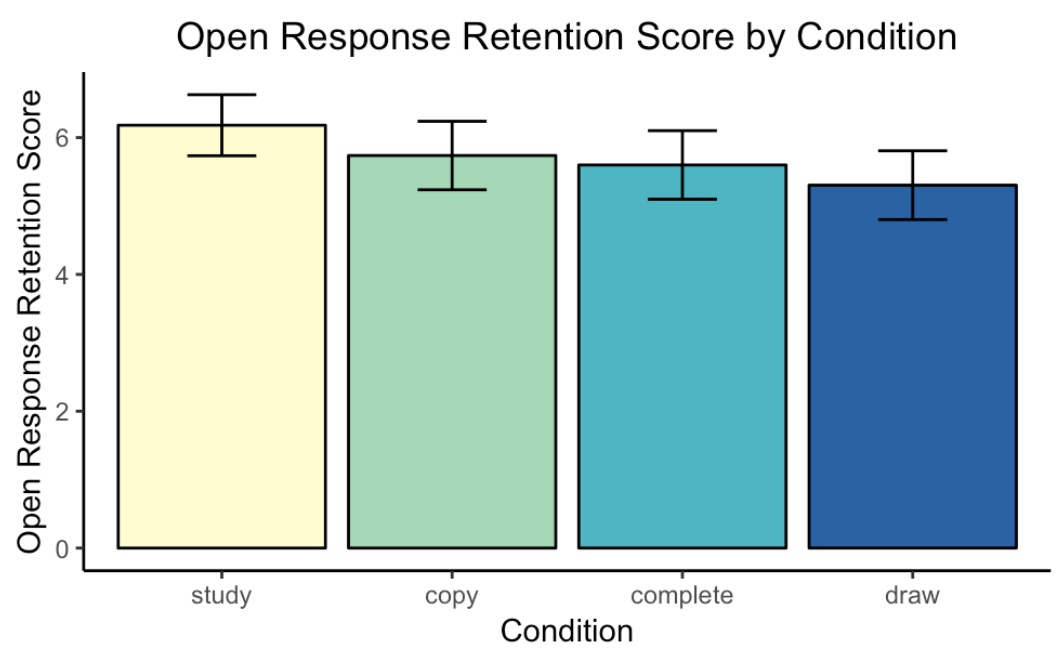 Open Response Retention Score by Condition
Open Response Retention Score
6
4
2
0
study copy complete draw
Condition